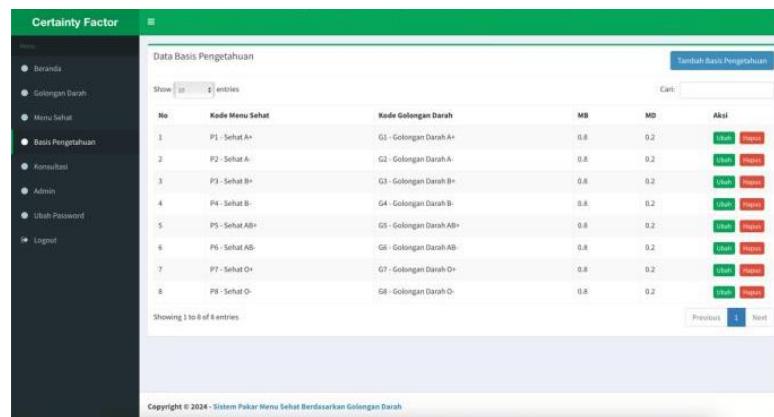 Certainty Factor
Menu
Beranda
Golongan Darah
Menu Sehat
Basis Pengetahuan
Konsultasi
Admin
Ubah Password
Logout
Data Basis Pengetahuan
Tambah Basis Pengetahuan
Show 10 entries
Cari:
No Kode Menu Sehat Kode Golongan Darah MB MD Aksi
1 P1 - Sehat A+ G1 - Golongan Darah A+ 0.8 0.2 Ubah Hapus
2 P2 - Sehat A- G2 - Golongan Darah A- 0.8 0.2 Ubah Hapus
3 P3 - Sehat B+ G3 - Golongan Darah B+ 0.8 0.2 Ubah Hapus
4 P4 - Sehat B- G4 - Golongan Darah B- 0.8 0.2 Ubah Hapus
5 P5 - Sehat AB+ G5 - Golongan Darah AB+ 0.8 0.2 Ubah Hapus
6 P6 - Sehat AB- G6 - Golongan Darah AB- 0.8 0.2 Ubah Hapus
7 P7 - Sehat O+ G7 - Golongan Darah O+ 0.8 0.2 Ubah Hapus
8 P8 - Sehat O- G8 - Golongan Darah O- 0.8 0.2 Ubah Hapus
Showing 1 to 8 of 8 entries
Previous 1 Next
Copyright © 2024 - Sistem Pakar Menu Sehat Berdasarkan Golongan Darah